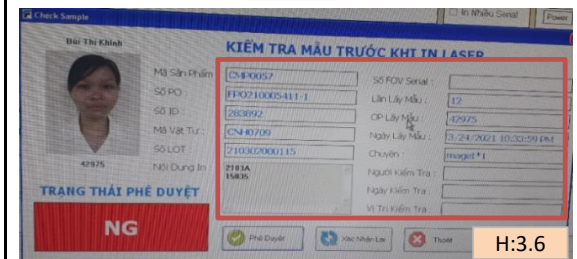 Check Sample
In Nhiều Serial
Power
Bùi Thị Khình
KIỂM TRA MẪU TRƯỚC KHI IN LASER
Mã Sản Phẩm CMP0057
Số PO : FPO210005411-1
Số ID : 283892
Mã Vật Tư : CNH0709
Số LOT : 210302000115
Nội Dung In : 2103A
15835
Số FOV Serial :
Lần Lấy Mẫu : 12
OP Lấy Mẫu : 42975
Ngày Lấy Mẫu : 3/24/2021 10:33:59 PM
Chuyền : maget*1
Người Kiểm Tra :
Ngày Kiểm Tra :
Vị Trí Kiểm Tra :
42975
TRẠNG THÁI PHÊ DUYỆT
NG
Phê Duyệt
Xác Nhận Lại
Thoát
H:3.6